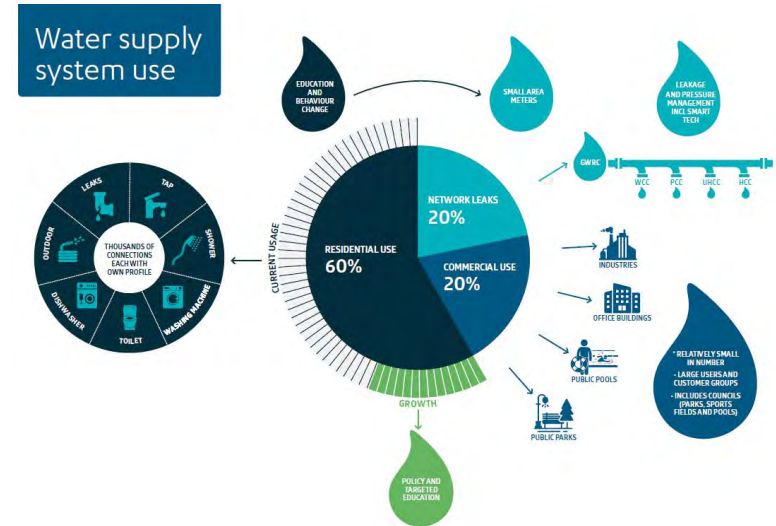 Water supply
system use
EDUCATION
AND
BEHAVIOUR
CHANGE
SMALL AREA
METERS
LEAKAGE
AND PRESSURE
MANAGEMENT
INCL SMART
TECH
GWRC
WCC
PCC
UHCC
HCC
LEAKS
TAP
OUTDOOR
SHOWER
THOUSANDS OF
CONNECTIONS
EACH WITH
OWN PROFILE
DISHWASHER
WASHING MACHINE
TOILET
CURRENT USAGE
RESIDENTIAL USE
60%
NETWORK LEAKS
20%
COMMERCIAL USE
20%
INDUSTRIES
OFFICE BUILDINGS
PUBLIC POOLS
PUBLIC PARKS
* RELATIVELY SMALL
IN NUMBER
- LARGE USERS AND
CUSTOMER GROUPS
- INCLUDES COUNCILS
(PARKS, SPORTS
FIELDS AND POOLS)
GROWTH
POLICY AND
TARGETED
EDUCATION